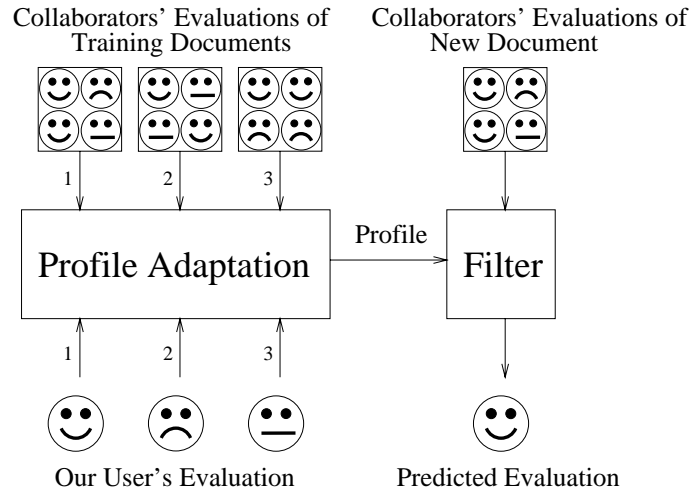 Collaborators' Evaluations of
Training Documents
Collaborators' Evaluations of
New Document
1
2
3
Profile Adaptation
Profile
Filter
1
2
3
Our User's Evaluation
Predicted Evaluation